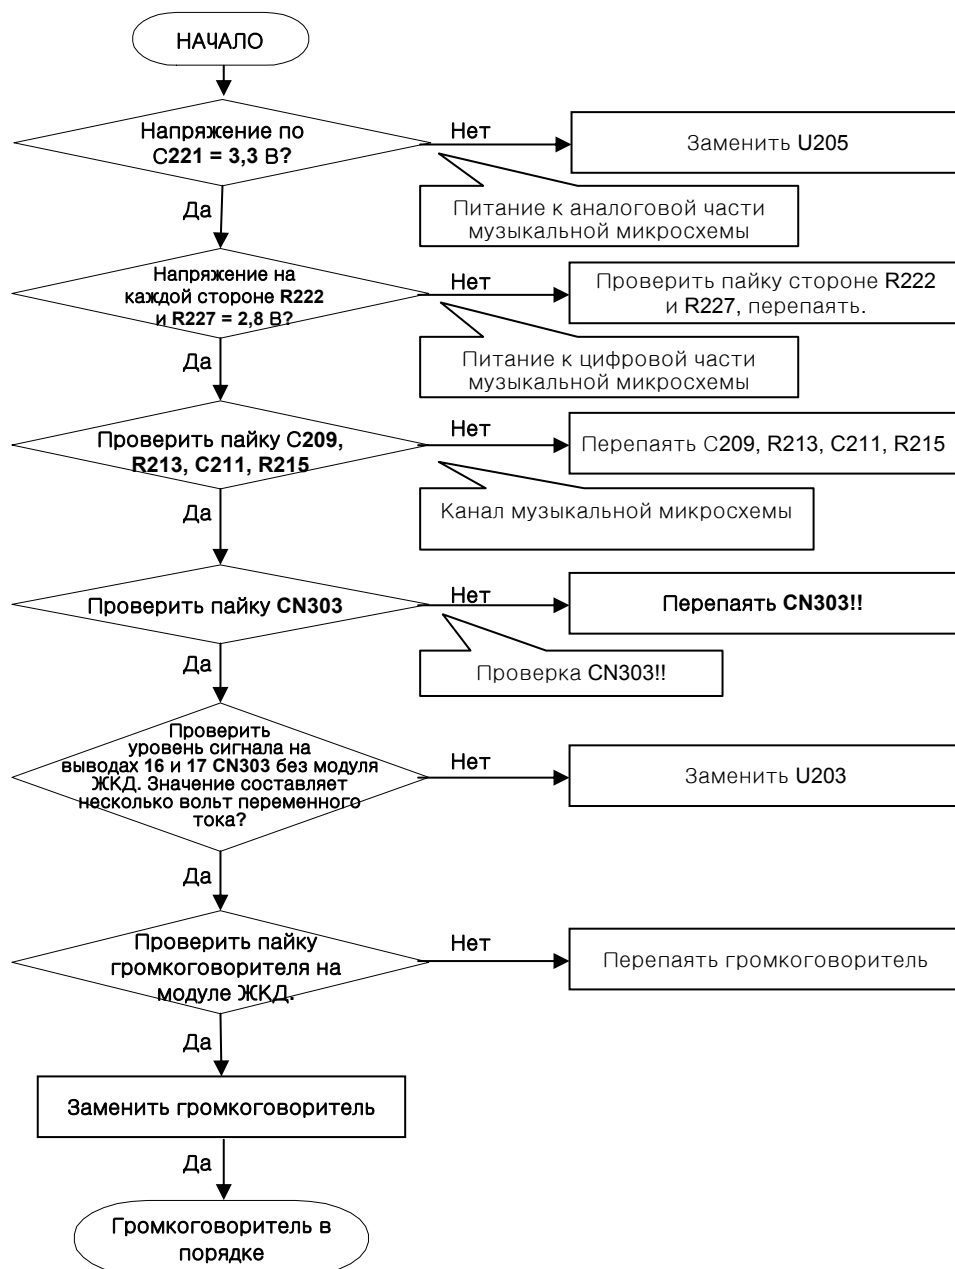 НАЧАЛО
Напряжение по
C221 = 3,3 В?
Нет
Заменить U205
Питание к аналоговой части
музыкальной микросхемы
Да
Напряжение на
каждой стороне R222
и R227 = 2,8 В?
Нет
Проверить пайку стороне R222
и R227, перепаять.
Питание к цифровой части
музыкальной микросхемы
Да
Проверить пайку C209,
R213, C211, R215
Нет
Перепаять C209, R213, C211, R215
Канал музыкальной микросхемы
Да
Проверить пайку CN303
Нет
Перепаять CN303!!
Проверка CN303!!
Да
Проверить
уровень сигнала на
выводах 16 и 17 CN303 без модуля
ЖКД. Значение составляет
несколько вольт переменного
тока?
Нет
Заменить U203
Да
Проверить пайку
громкоговорителя на
модуле ЖКД.
Нет
Перепаять громкоговоритель
Да
Заменить громкоговоритель
Да
Громкоговоритель в
порядке